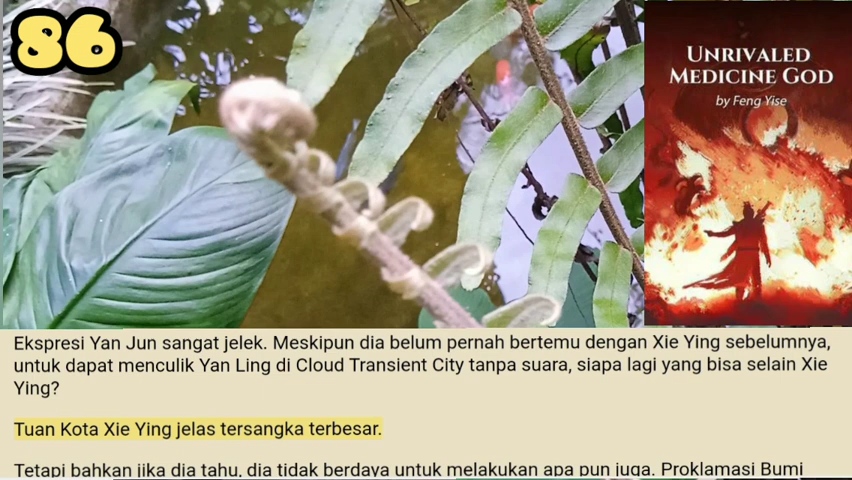 86
UNRIVALED
MEDICINE GOD
by Feng Yise
Ekspresi Yan Jun sangat jelek. Meskipun dia belum pernah bertemu dengan Xie Ying sebelumnya,
untuk dapat menculik Yan Ling di Cloud Transient City tanpa suara, siapa lagi yang bisa selain Xie
Ying?
Tuan Kota Xie Ying jelas tersangka terbesar.
Tetapi bahkan jika dia tahu, dia tidak berdaya untuk melakukan apa pun juga. Proklamasi Bumi